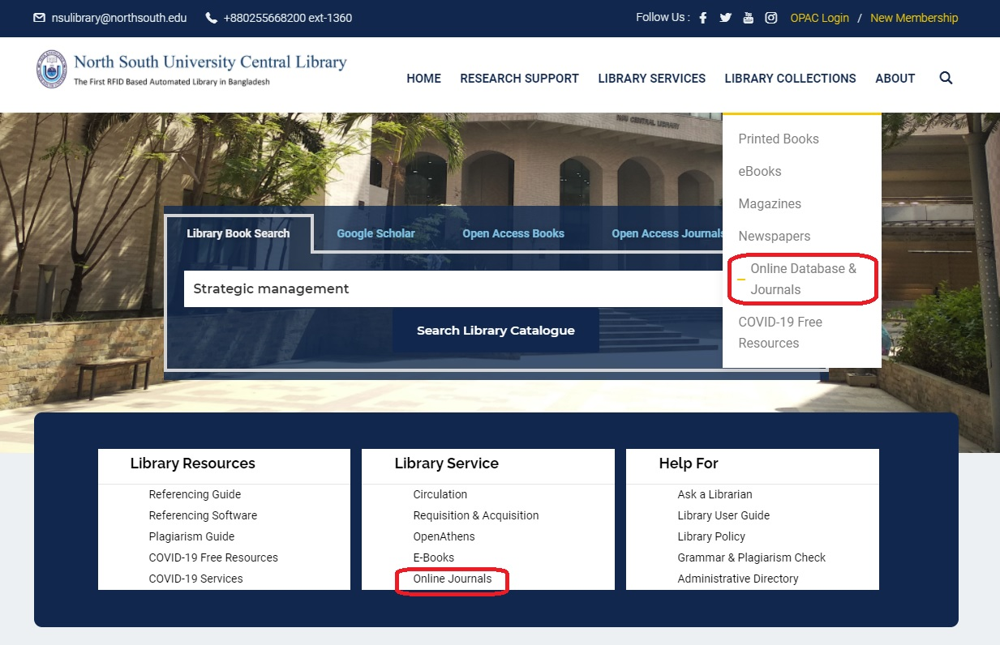 nsulibrary@northsouth.edu +880255668200 ext-1360 Follow Us : OPAC Login / New Membership
North South University Central Library
The First RFID Based Automated Library in Bangladesh
HOME RESEARCH SUPPORT LIBRARY SERVICES LIBRARY COLLECTIONS ABOUT
NSU CENTRAL LIBRARY
Printed Books
eBooks
Magazines
Newspapers
Online Database &
Journals
COVID-19 Free
Resources
Library Book Search Google Scholar Open Access Books Open Access Journals
Strategic management
Search Library Catalogue
Library Resources
Referencing Guide
Referencing Software
Plagiarism Guide
COVID-19 Free Resources
COVID-19 Services
Library Service
Circulation
Requisition & Acquisition
OpenAthens
E-Books
Online Journals
Help For
Ask a Librarian
Library User Guide
Library Policy
Grammar & Plagiarism Check
Administrative Directory